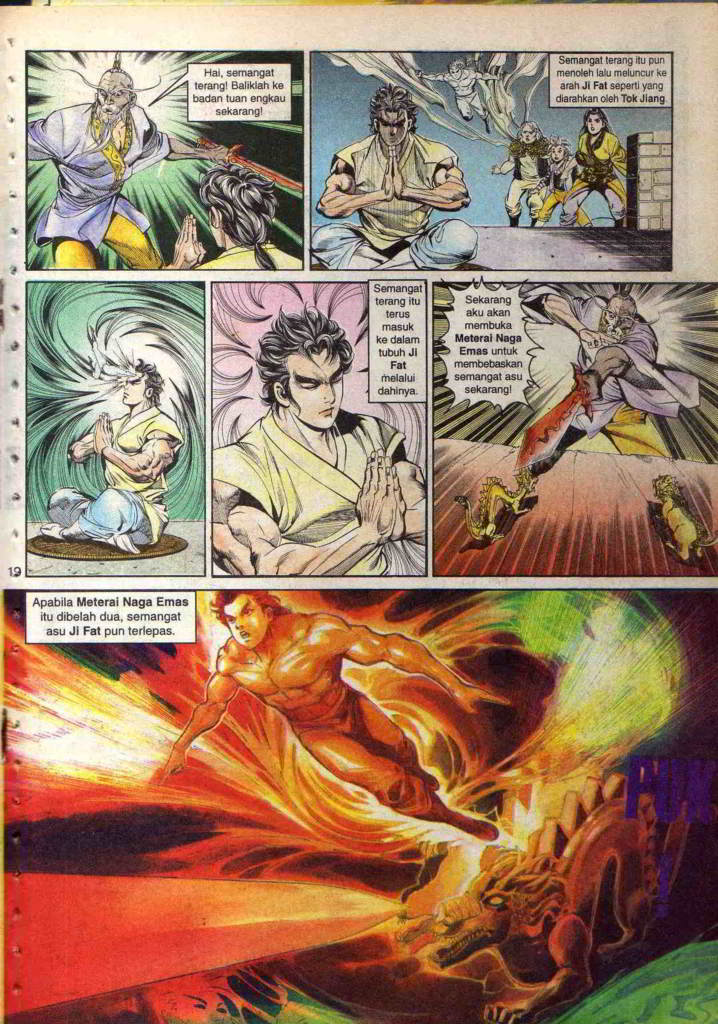 Hai, semangat
terang! Baliklah ke
badan tuan engkau
sekarang!
Semangat terang itu pun
menoleh lalu meluncur ke
arah Ji Fat seperti yang
diarahkan oleh Tok Jiang.
Semangat
terang itu
terus
masuk
ke dalam
tubuh Ji
Fat
melalui
dahinya.
Sekarang
aku akan
membuka
Meterai Naga
Emas untuk
membebaskan
semangat asu
sekarang!
19
Apabila Meterai Naga Emas
itu dibelah dua, semangat
asu Ji Fat pun terlepas.
PUK